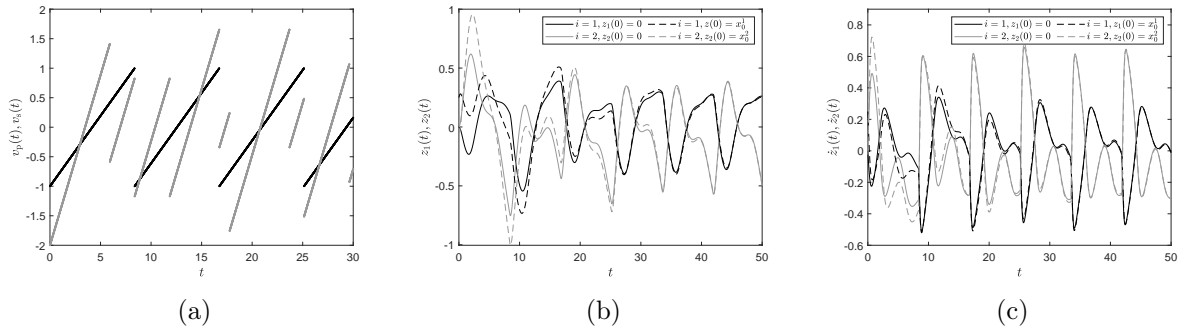 2
1.5
1
0.5
0
-0.5
-1
-1.5
-2
v_p(t), v_s(t)
0 5 10 15 20 25 30
t
(a)
i = 1, z_1(0) = 0 i = 1, z(0) = x_0^1
i = 2, z_2(0) = 0 i = 2, z_2(0) = x_0^2
1
0.5
0
-0.5
-1
z_1(t), z_2(t)
0 10 20 30 40 50
t
(b)
i = 1, z_1(0) = 0 i = 1, z_1(0) = x_0^1
i = 2, z_2(0) = 0 i = 2, z_2(0) = x_0^2
0.8
0.6
0.4
0.2
0
-0.2
-0.4
-0.6
ż_1(t), ż_2(t)
0 10 20 30 40 50
t
(c)